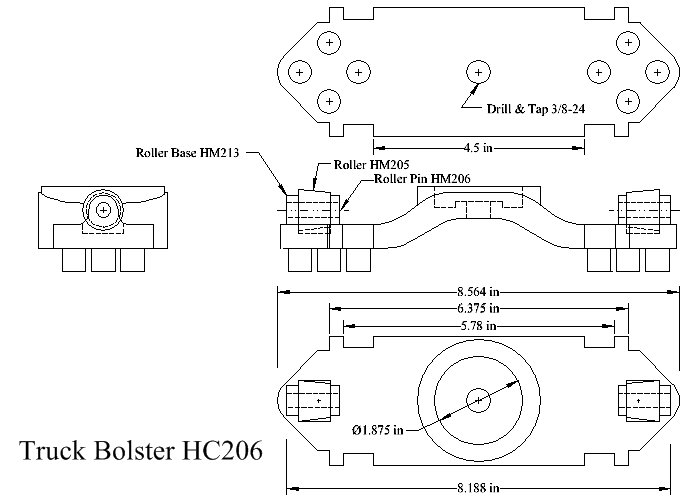 Drill & Tap 3/8-24
4.5 in
Roller Base HM213
Roller HM205
Roller Pin HM206
8.564 in
6.375 in
5.78 in
Ø1.875 in
Truck Bolster HC206
8.188 in